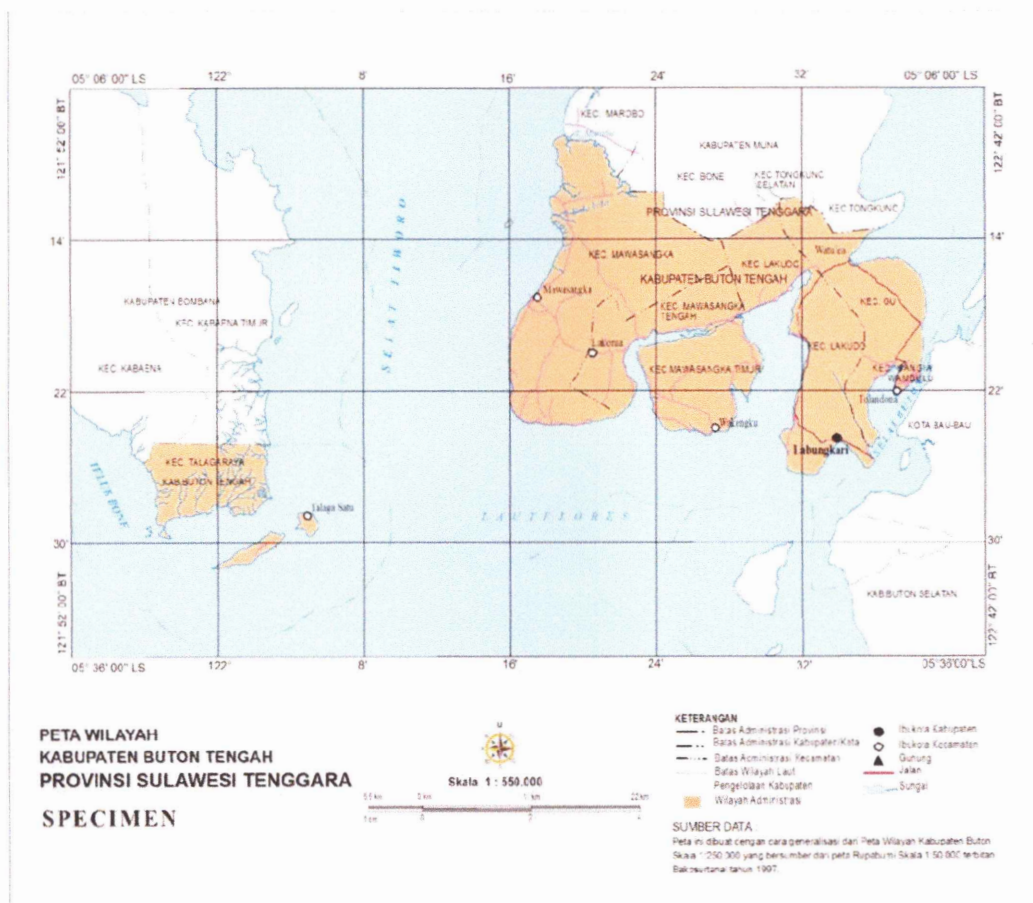 05° 06' 00" LS 122° 8' 16' 24' 32' 05° 06' 00" LS
121° 52' 00" BT
122° 42' 00" BT
KEC. MAROBO
KABUPATEN MUNA
KEC. BONE
KEC TONGKUNO
SELATAN
KEC TONGKUNO
PROVINSI SULAWESI TENGGARA
14'
14'
SELAT TIWORO
KEC. MAWASANGKA
KEC. LAKUDO
KABUPATEN BUTON TENGAH
Mawasangka
KEC. MAWASANGKA
TENGAH
KEC. GU
KABUPATEN BOMBANA
KEC. KABAENA TIMUR
KEC. KABAENA
Lakorua
KEC. LAKUDO
KEC MAWASANGKA TIMUR
22'
22'
Tolandona
Labungkari
KOTA BAU-BAU
KEC. TALAGARAYA
KAB.BUTON TENGAH
TELUK BONE
Talaga Satu
LAUT FLORES
30'
30'
KAB.BUTON SELATAN
121° 52' 00" BT
122° 42' 00" BT
05° 36' 00" LS 122° 8' 16' 24' 32' 05°36'00" LS
PETA WILAYAH
KABUPATEN BUTON TENGAH
PROVINSI SULAWESI TENGGARA
SPECIMEN
U
Skala 1 : 550.000
KETERANGAN
Batas Administrasi Provinsi
Batas Administrasi Kabupaten/Kota
Batas Administrasi Kecamatan
Batas Wilayah Laut
Pengelolaan Kabupaten
Wilayah Administrasi
Ibukota Kabupaten
Ibukota Kecamatan
Gunung
Jalan
Sungai
SUMBER DATA :
Peta ini dibuat dengan cara generalisasi dari Peta Wilayah Kabupaten Buton
Skala 1:250.000 yang bersumber dari peta Rupabumi Skala 1:50.000 terbitan
Bakosurtanal tahun 1997.